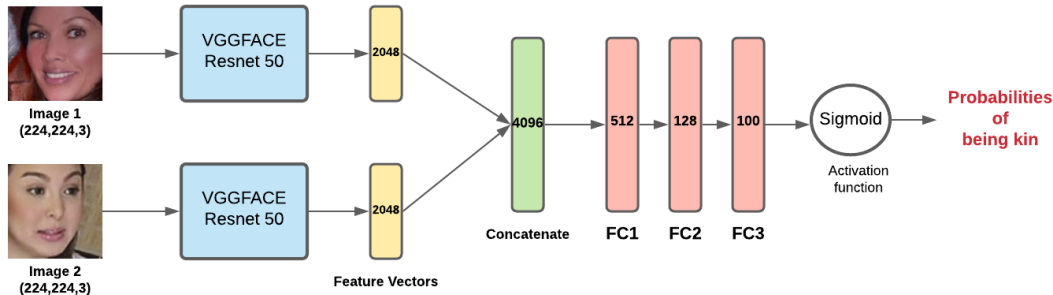 VGGFACE
Resnet 50
2048
Image 1
(224,224,3)
4096
512
128
100
Sigmoid
Probabilities
of
being kin
Activation
function
VGGFACE
Resnet 50
2048
Concatenate
FC1
FC2
FC3
Image 2
(224,224,3)
Feature Vectors